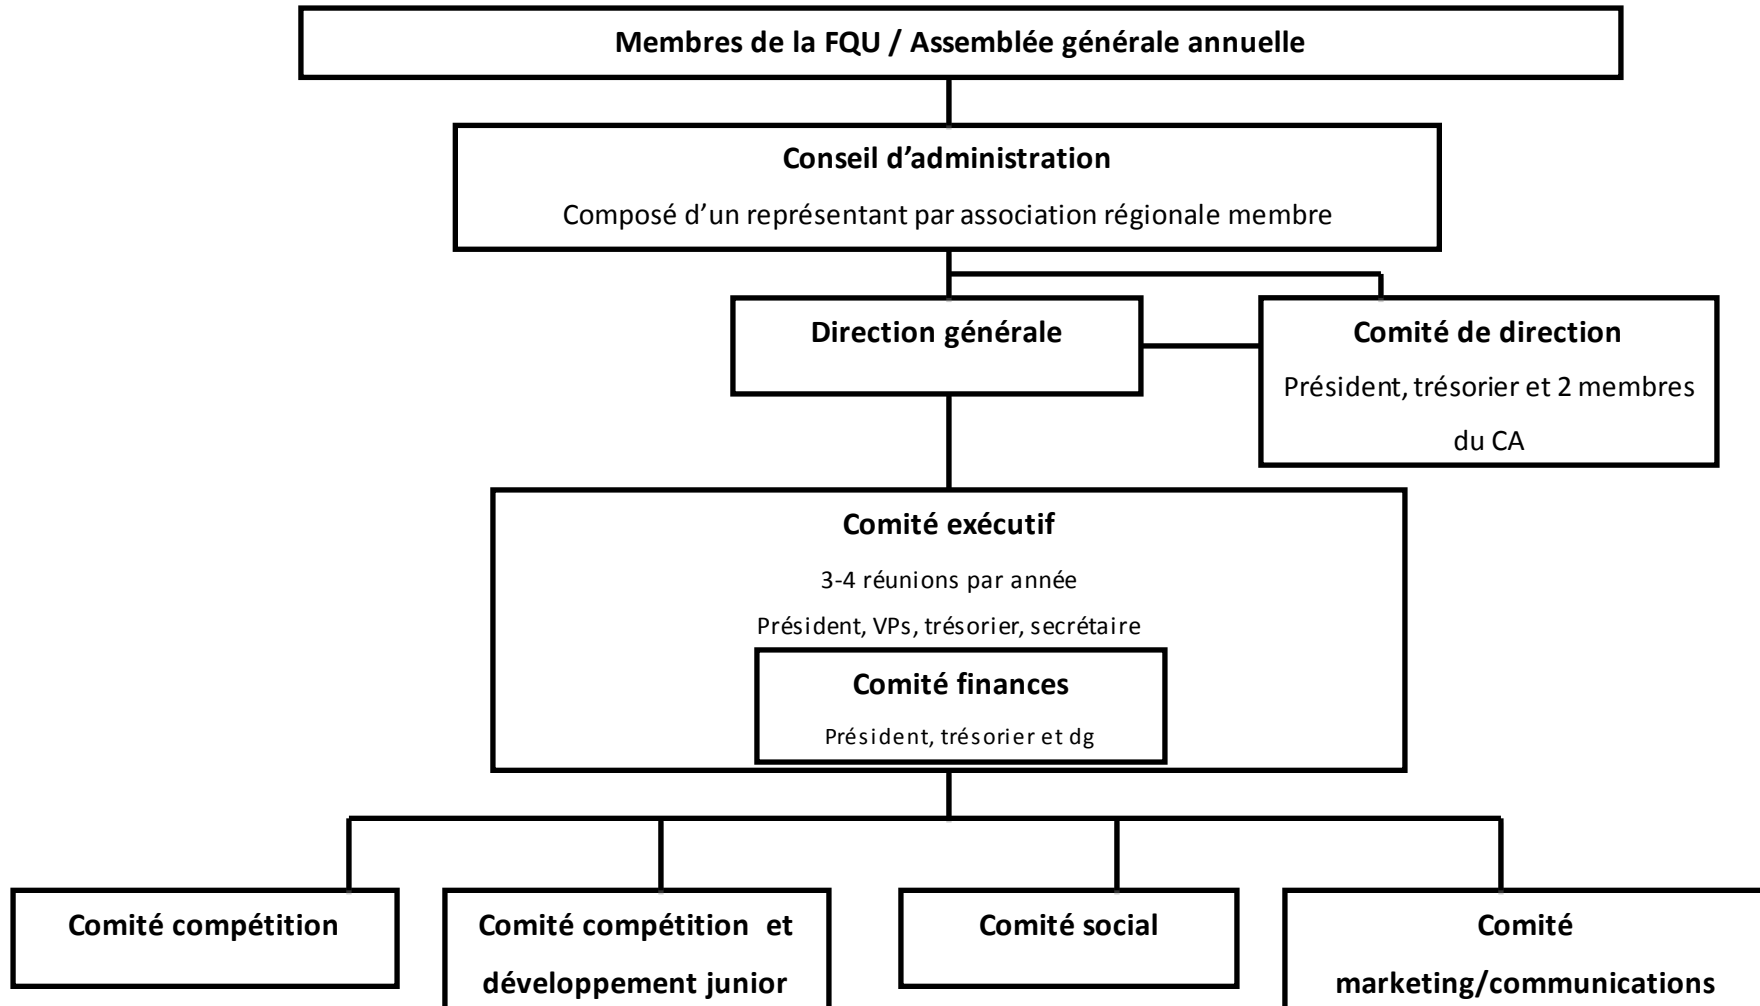 Membres de la FQU / Assemblée générale annuelle
Conseil d’administration
Composé d’un représentant par association régionale membre
Direction générale
Comité de direction
Président, trésorier et 2 membres
du CA
Comité exécutif
3-4 réunions par année
Président, VPs, trésorier, secrétaire
Comité finances
Président, trésorier et dg
Comité compétition
Comité compétition et
développement junior
Comité social
Comité
marketing/communications